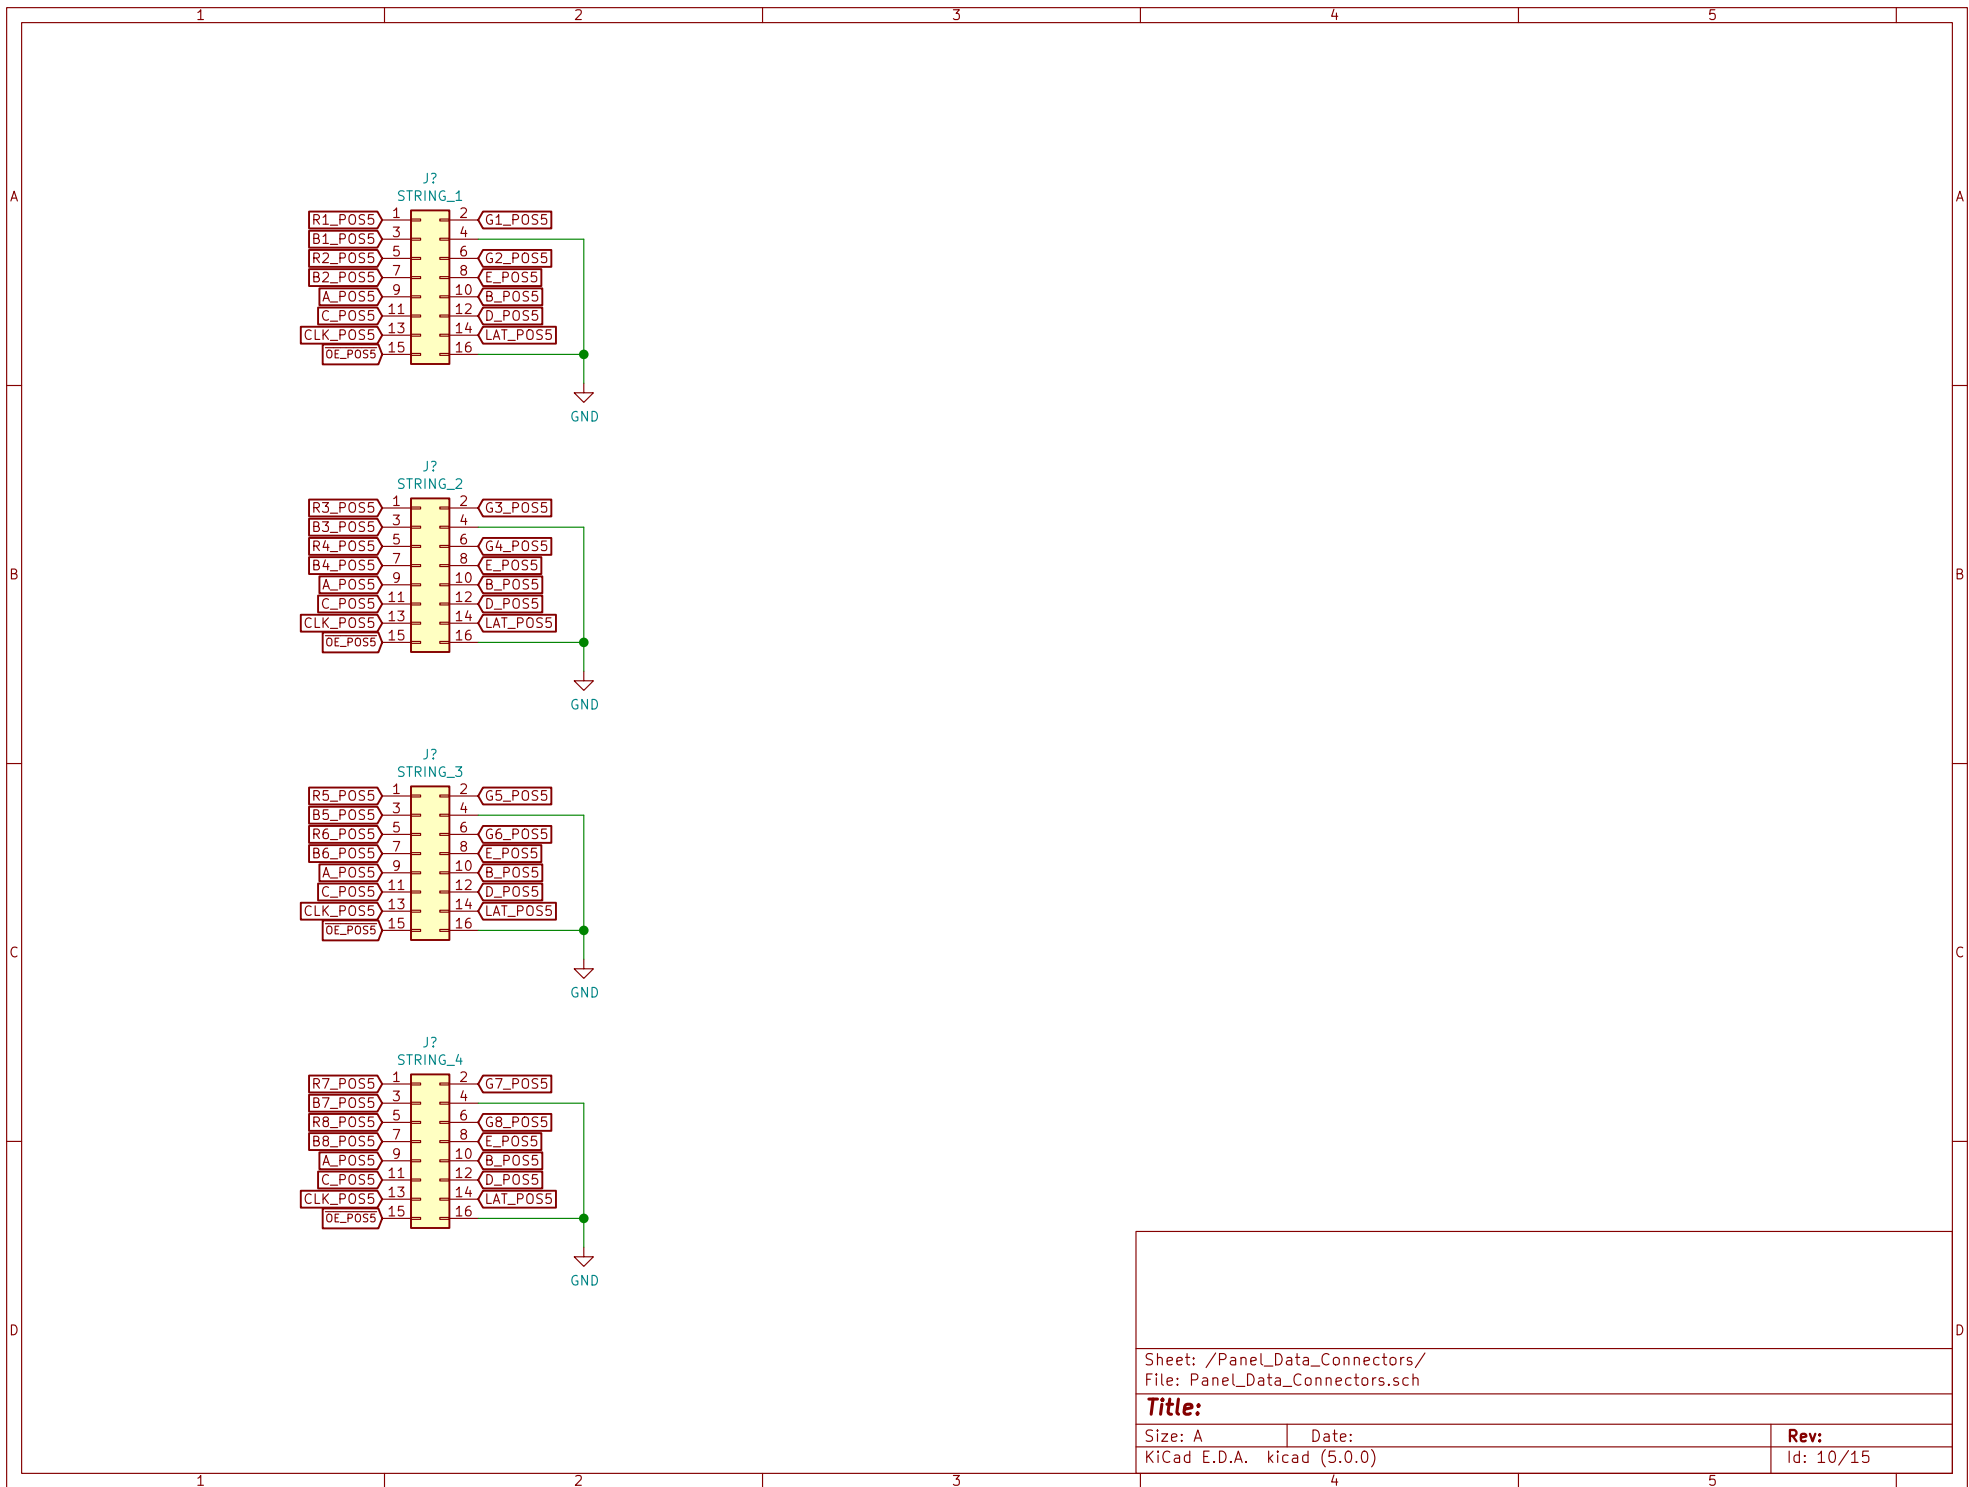 1 2 3 4 5
A A
J?
STRING_1
R1_POS5 1 2 G1_POS5
B1_POS5 3 4
R2_POS5 5 6 G2_POS5
B2_POS5 7 8 E_POS5
A_POS5 9 10 B_POS5
C_POS5 11 12 D_POS5
CLK_POS5 13 14 LAT_POS5
OE_POS5 15 16
GND
J?
STRING_2
R3_POS5 1 2 G3_POS5
B3_POS5 3 4
R4_POS5 5 6 G4_POS5
B4_POS5 7 8 E_POS5
B B
A_POS5 9 10 B_POS5
C_POS5 11 12 D_POS5
CLK_POS5 13 14 LAT_POS5
OE_POS5 15 16
GND
J?
STRING_3
R5_POS5 1 2 G5_POS5
B5_POS5 3 4
R6_POS5 5 6 G6_POS5
B6_POS5 7 8 E_POS5
A_POS5 9 10 B_POS5
C_POS5 11 12 D_POS5
CLK_POS5 13 14 LAT_POS5
OE_POS5 15 16
C C
GND
J?
STRING_4
R7_POS5 1 2 G7_POS5
B7_POS5 3 4
R8_POS5 5 6 G8_POS5
B8_POS5 7 8 E_POS5
A_POS5 9 10 B_POS5
C_POS5 11 12 D_POS5
CLK_POS5 13 14 LAT_POS5
OE_POS5 15 16
GND
D D
Sheet: /Panel_Data_Connectors/
File: Panel_Data_Connectors.sch
Title:
Size: A Date: Rev:
KiCad E.D.A. kicad (5.0.0) Id: 10/15
1 2 3 4 5